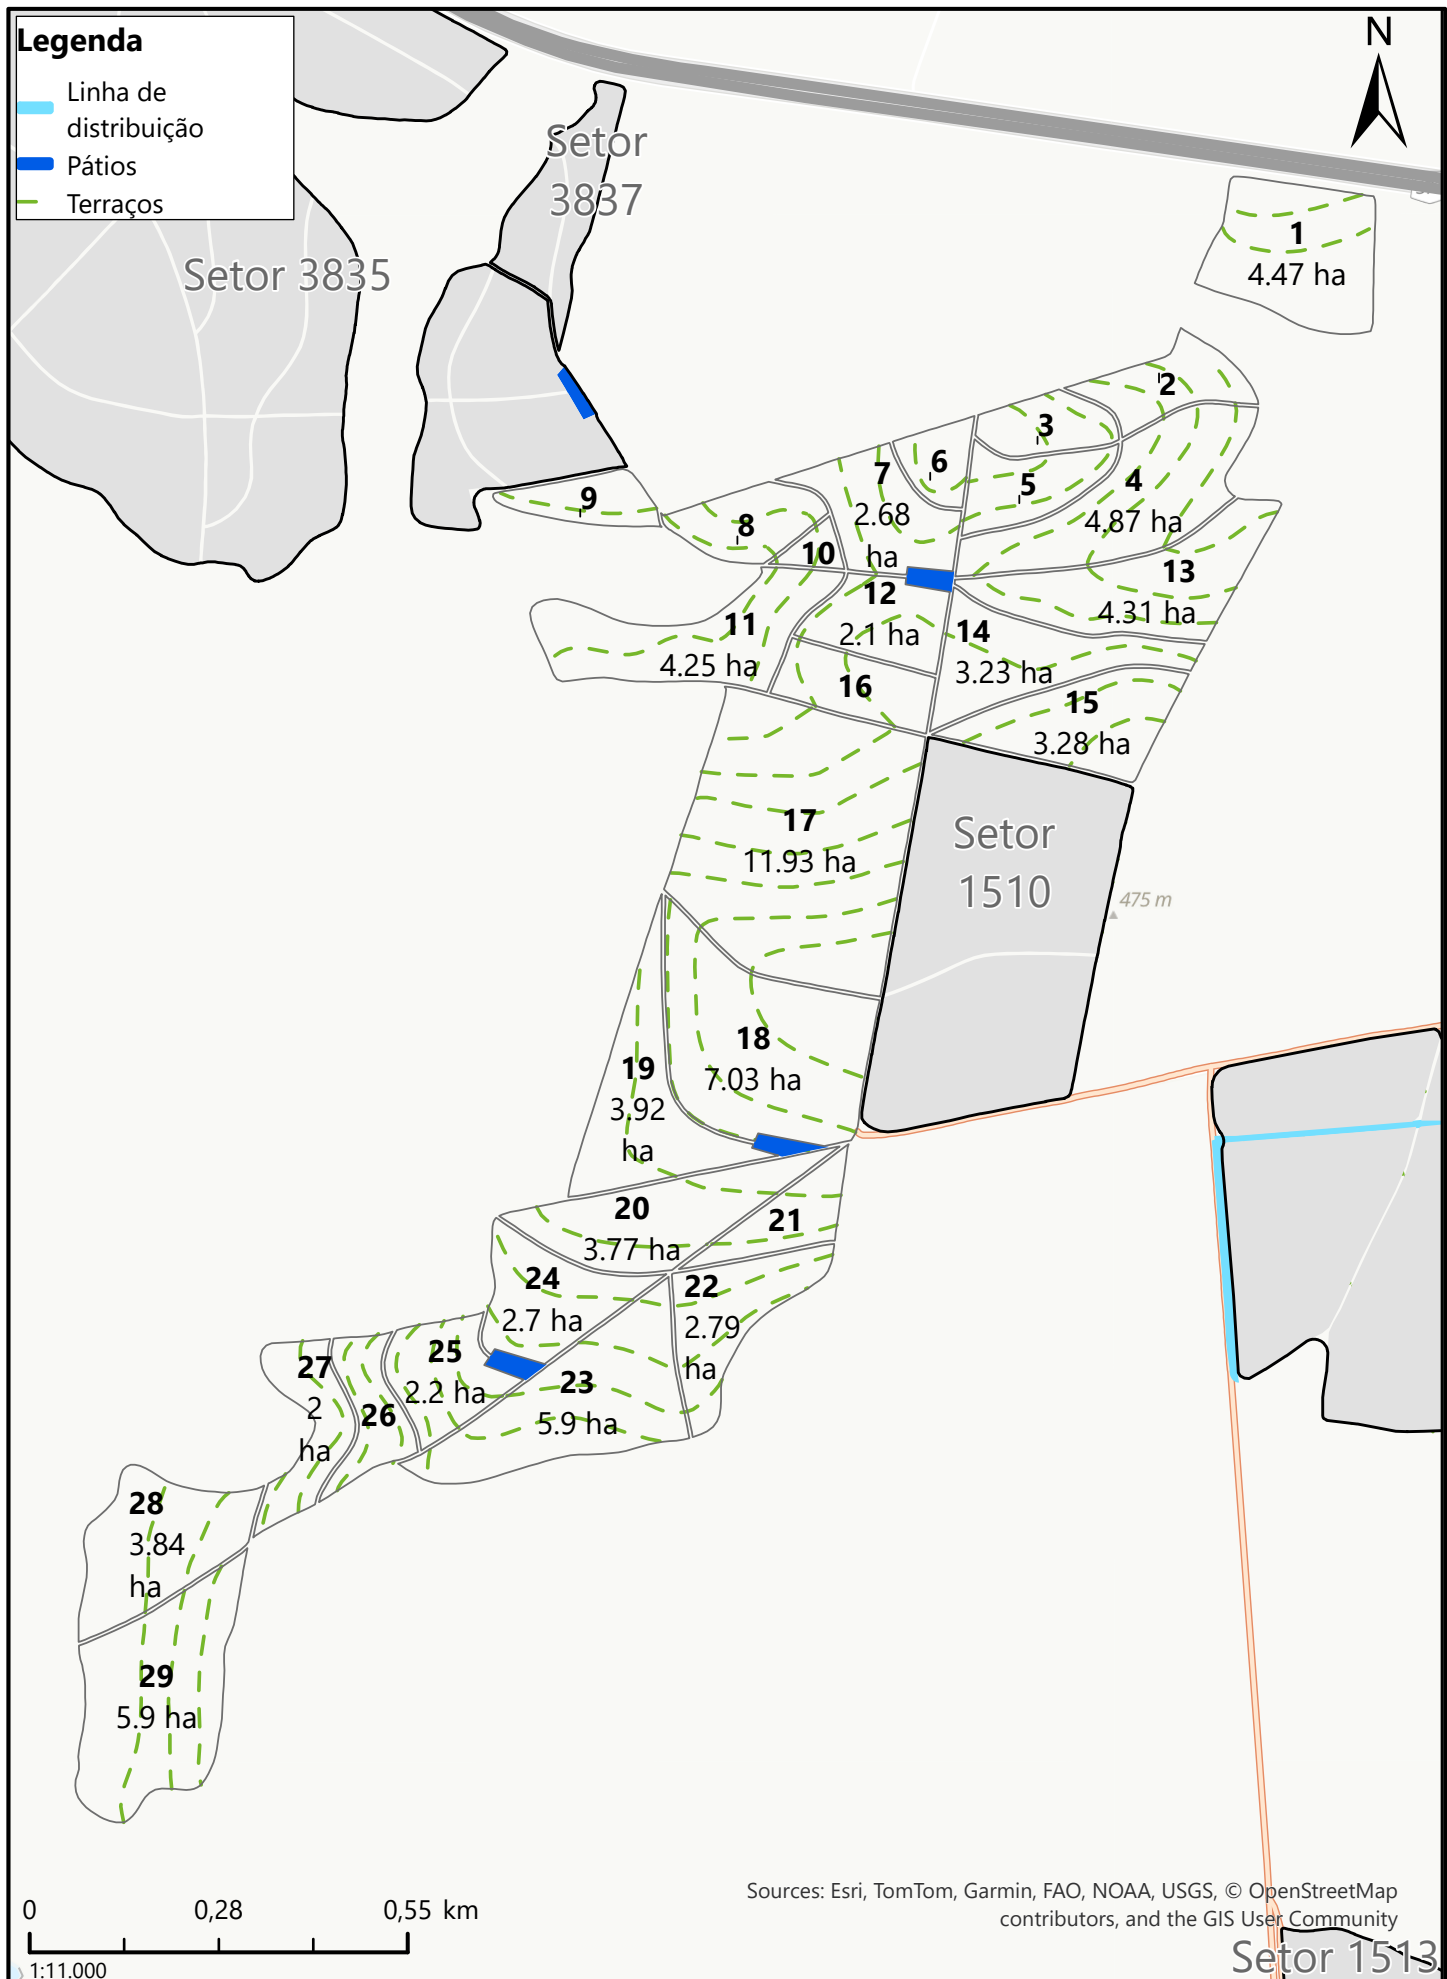 Legenda
Linha de
distribuição
Pátios
Terraços
N
Setor
3837
Setor 3835
1
4.47 ha
2
3
6
7
2.68
ha
5
4
4.87 ha
9
8
10
13
4.31 ha
12
2.1 ha
11
4.25 ha
14
3.23 ha
16
15
3.28 ha
17
11.93 ha
Setor
1510
475 m
18
7.03 ha
19
3.92
ha
20
3.77 ha
21
24
2.7 ha
22
2.79
ha
25
2.2 ha
23
5.9 ha
27
2
ha
26
28
3.84
ha
29
5.9 ha
Sources: Esri, TomTom, Garmin, FAO, NOAA, USGS, © OpenStreetMap
contributors, and the GIS User Community
0 0,28 0,55 km
1:11.000
Setor 1513